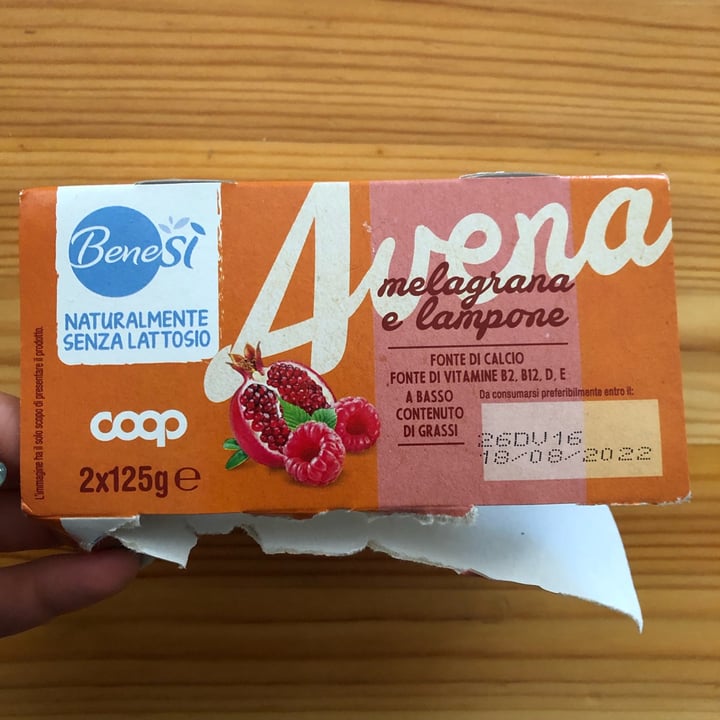 BeneSì
NATURALMENTE
SENZA LATTOSIO
coop
2x125g e
L'immagine ha il solo scopo di presentare il prodotto.
Avena
melagrana
e lampone
FONTE DI CALCIO
FONTE DI VITAMINE B2, B12, D, E
A BASSO
CONTENUTO
DI GRASSI
Da consumarsi preferibilmente entro il:
26DV16
18/08/2022